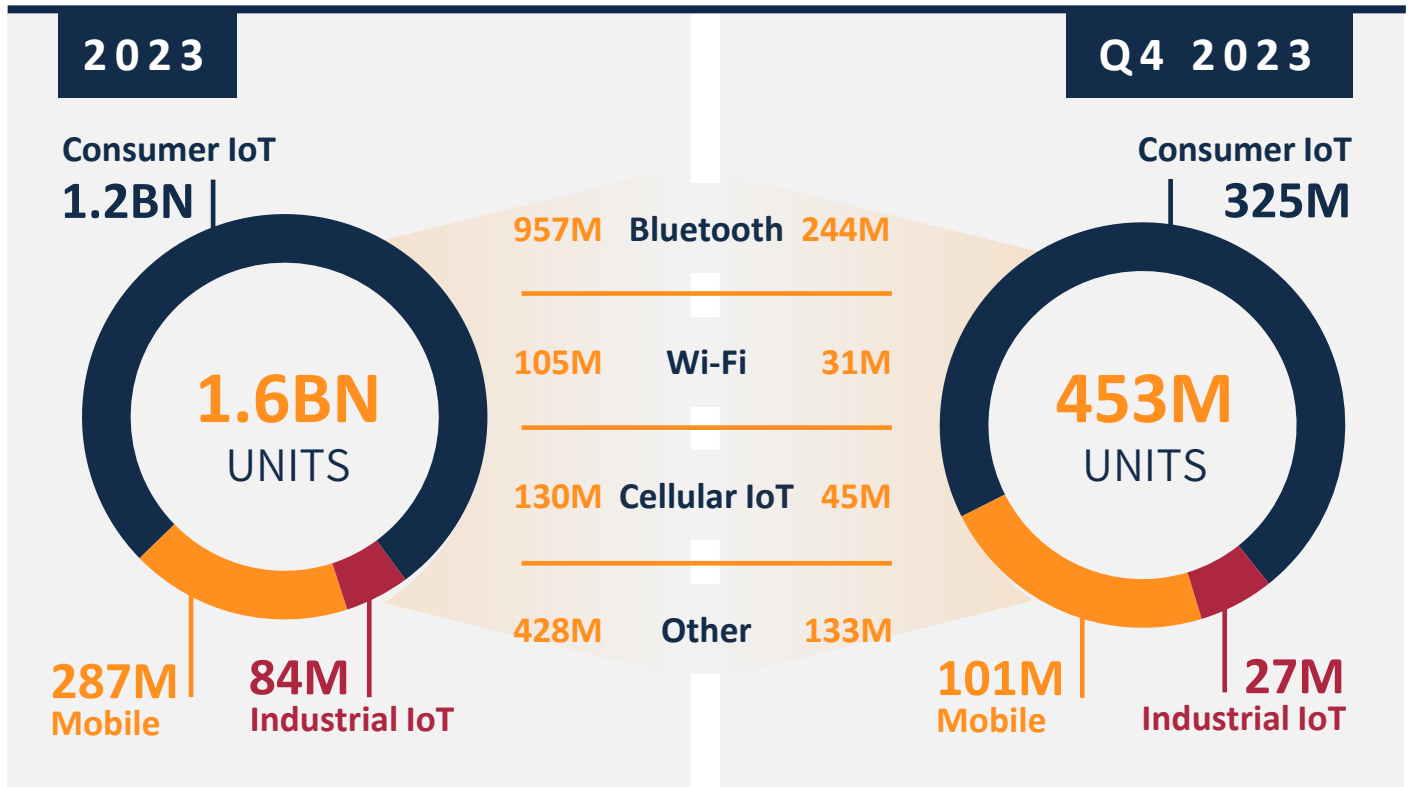 2023
Consumer IoT
1.2BN
1.6BN
UNITS
287M
Mobile
84M
Industrial IoT
957M Bluetooth 244M
105M Wi-Fi 31M
130M Cellular IoT 45M
428M Other 133M
Q4 2023
Consumer IoT
325M
453M
UNITS
101M
Mobile
27M
Industrial IoT